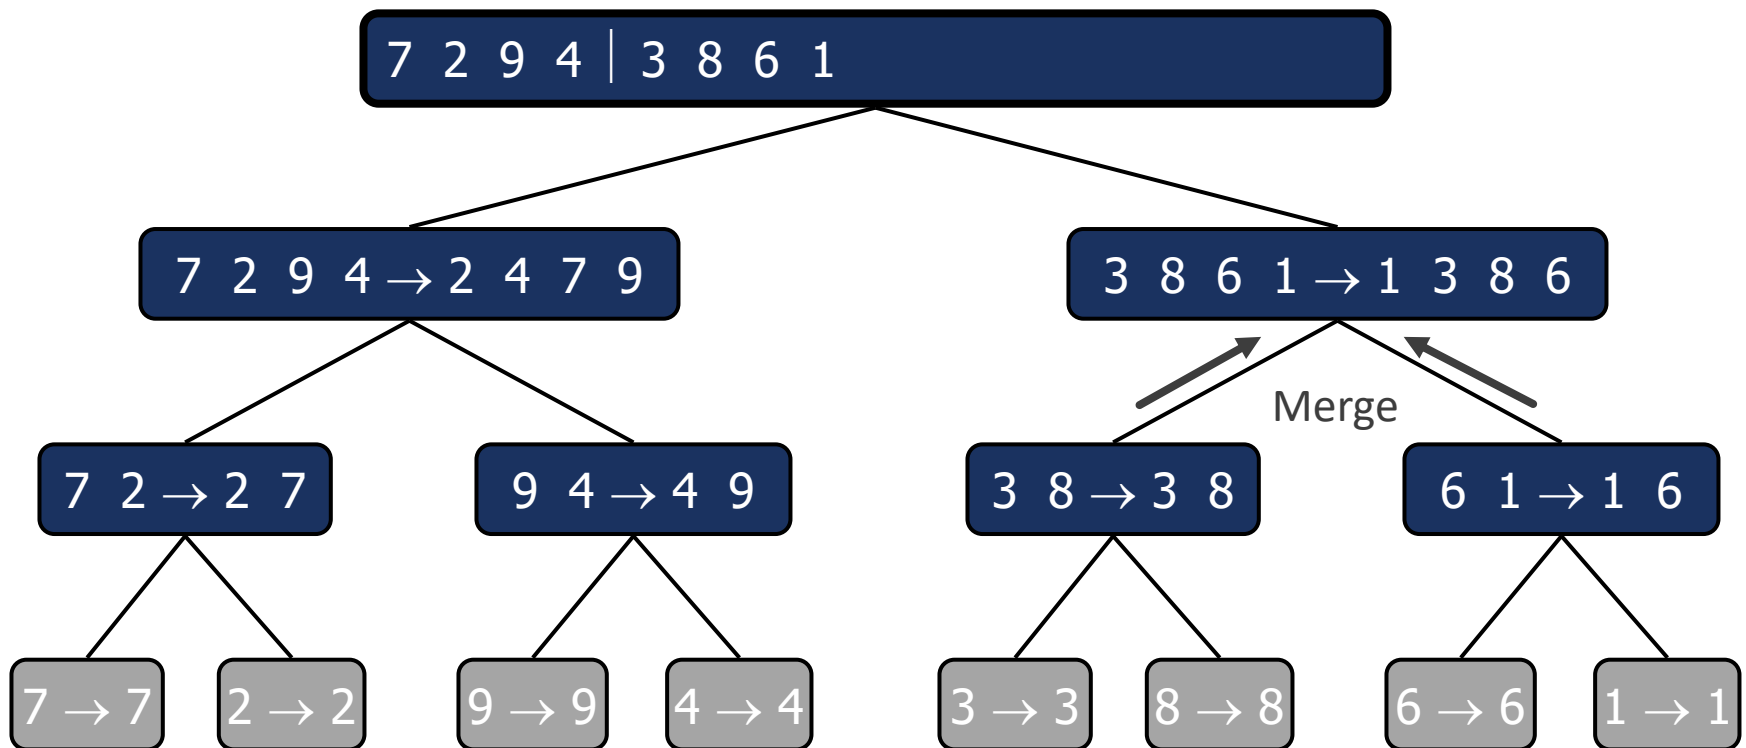 7 2 9 4 | 3 8 6 1
7 2 9 4 → 2 4 7 9
3 8 6 1 → 1 3 8 6
Merge
7 2 → 2 7
9 4 → 4 9
3 8 → 3 8
6 1 → 1 6
7 → 7
2 → 2
9 → 9
4 → 4
3 → 3
8 → 8
6 → 6
1 → 1